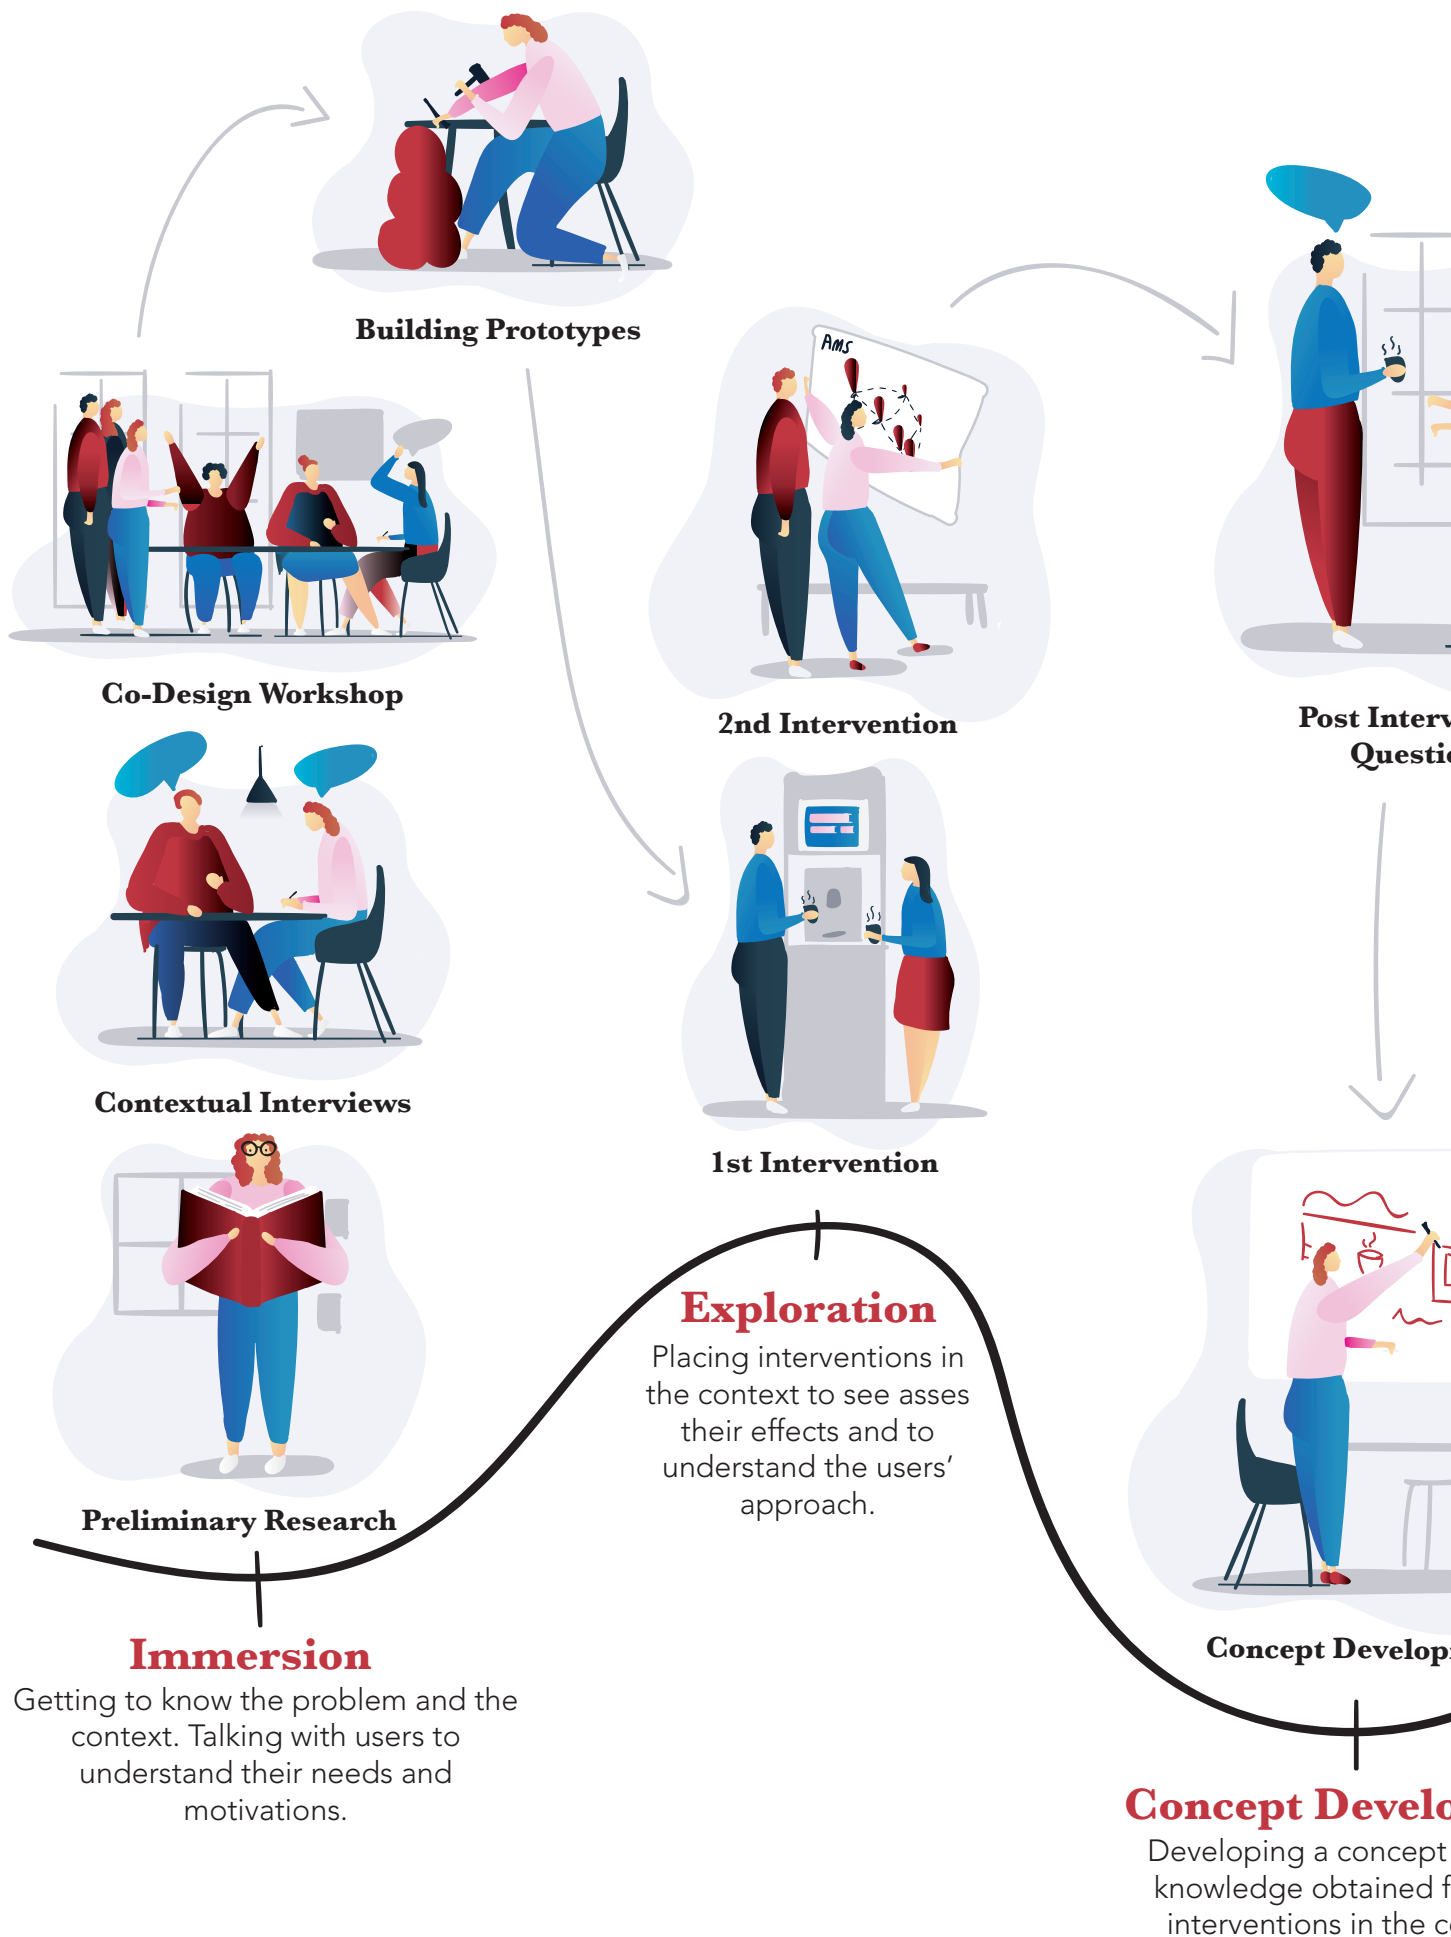 Building Prototypes
AMS
Co-Design Workshop
2nd Intervention
Post Interv
Questio
Contextual Interviews
1st Intervention
Preliminary Research
Exploration
Placing interventions in
the context to see asses
their effects and to
understand the users'
approach.
Immersion
Getting to know the problem and the
context. Talking with users to
understand their needs and
motivations.
Concept Develop
Concept Develo
Developing a concept
knowledge obtained f
interventions in the c